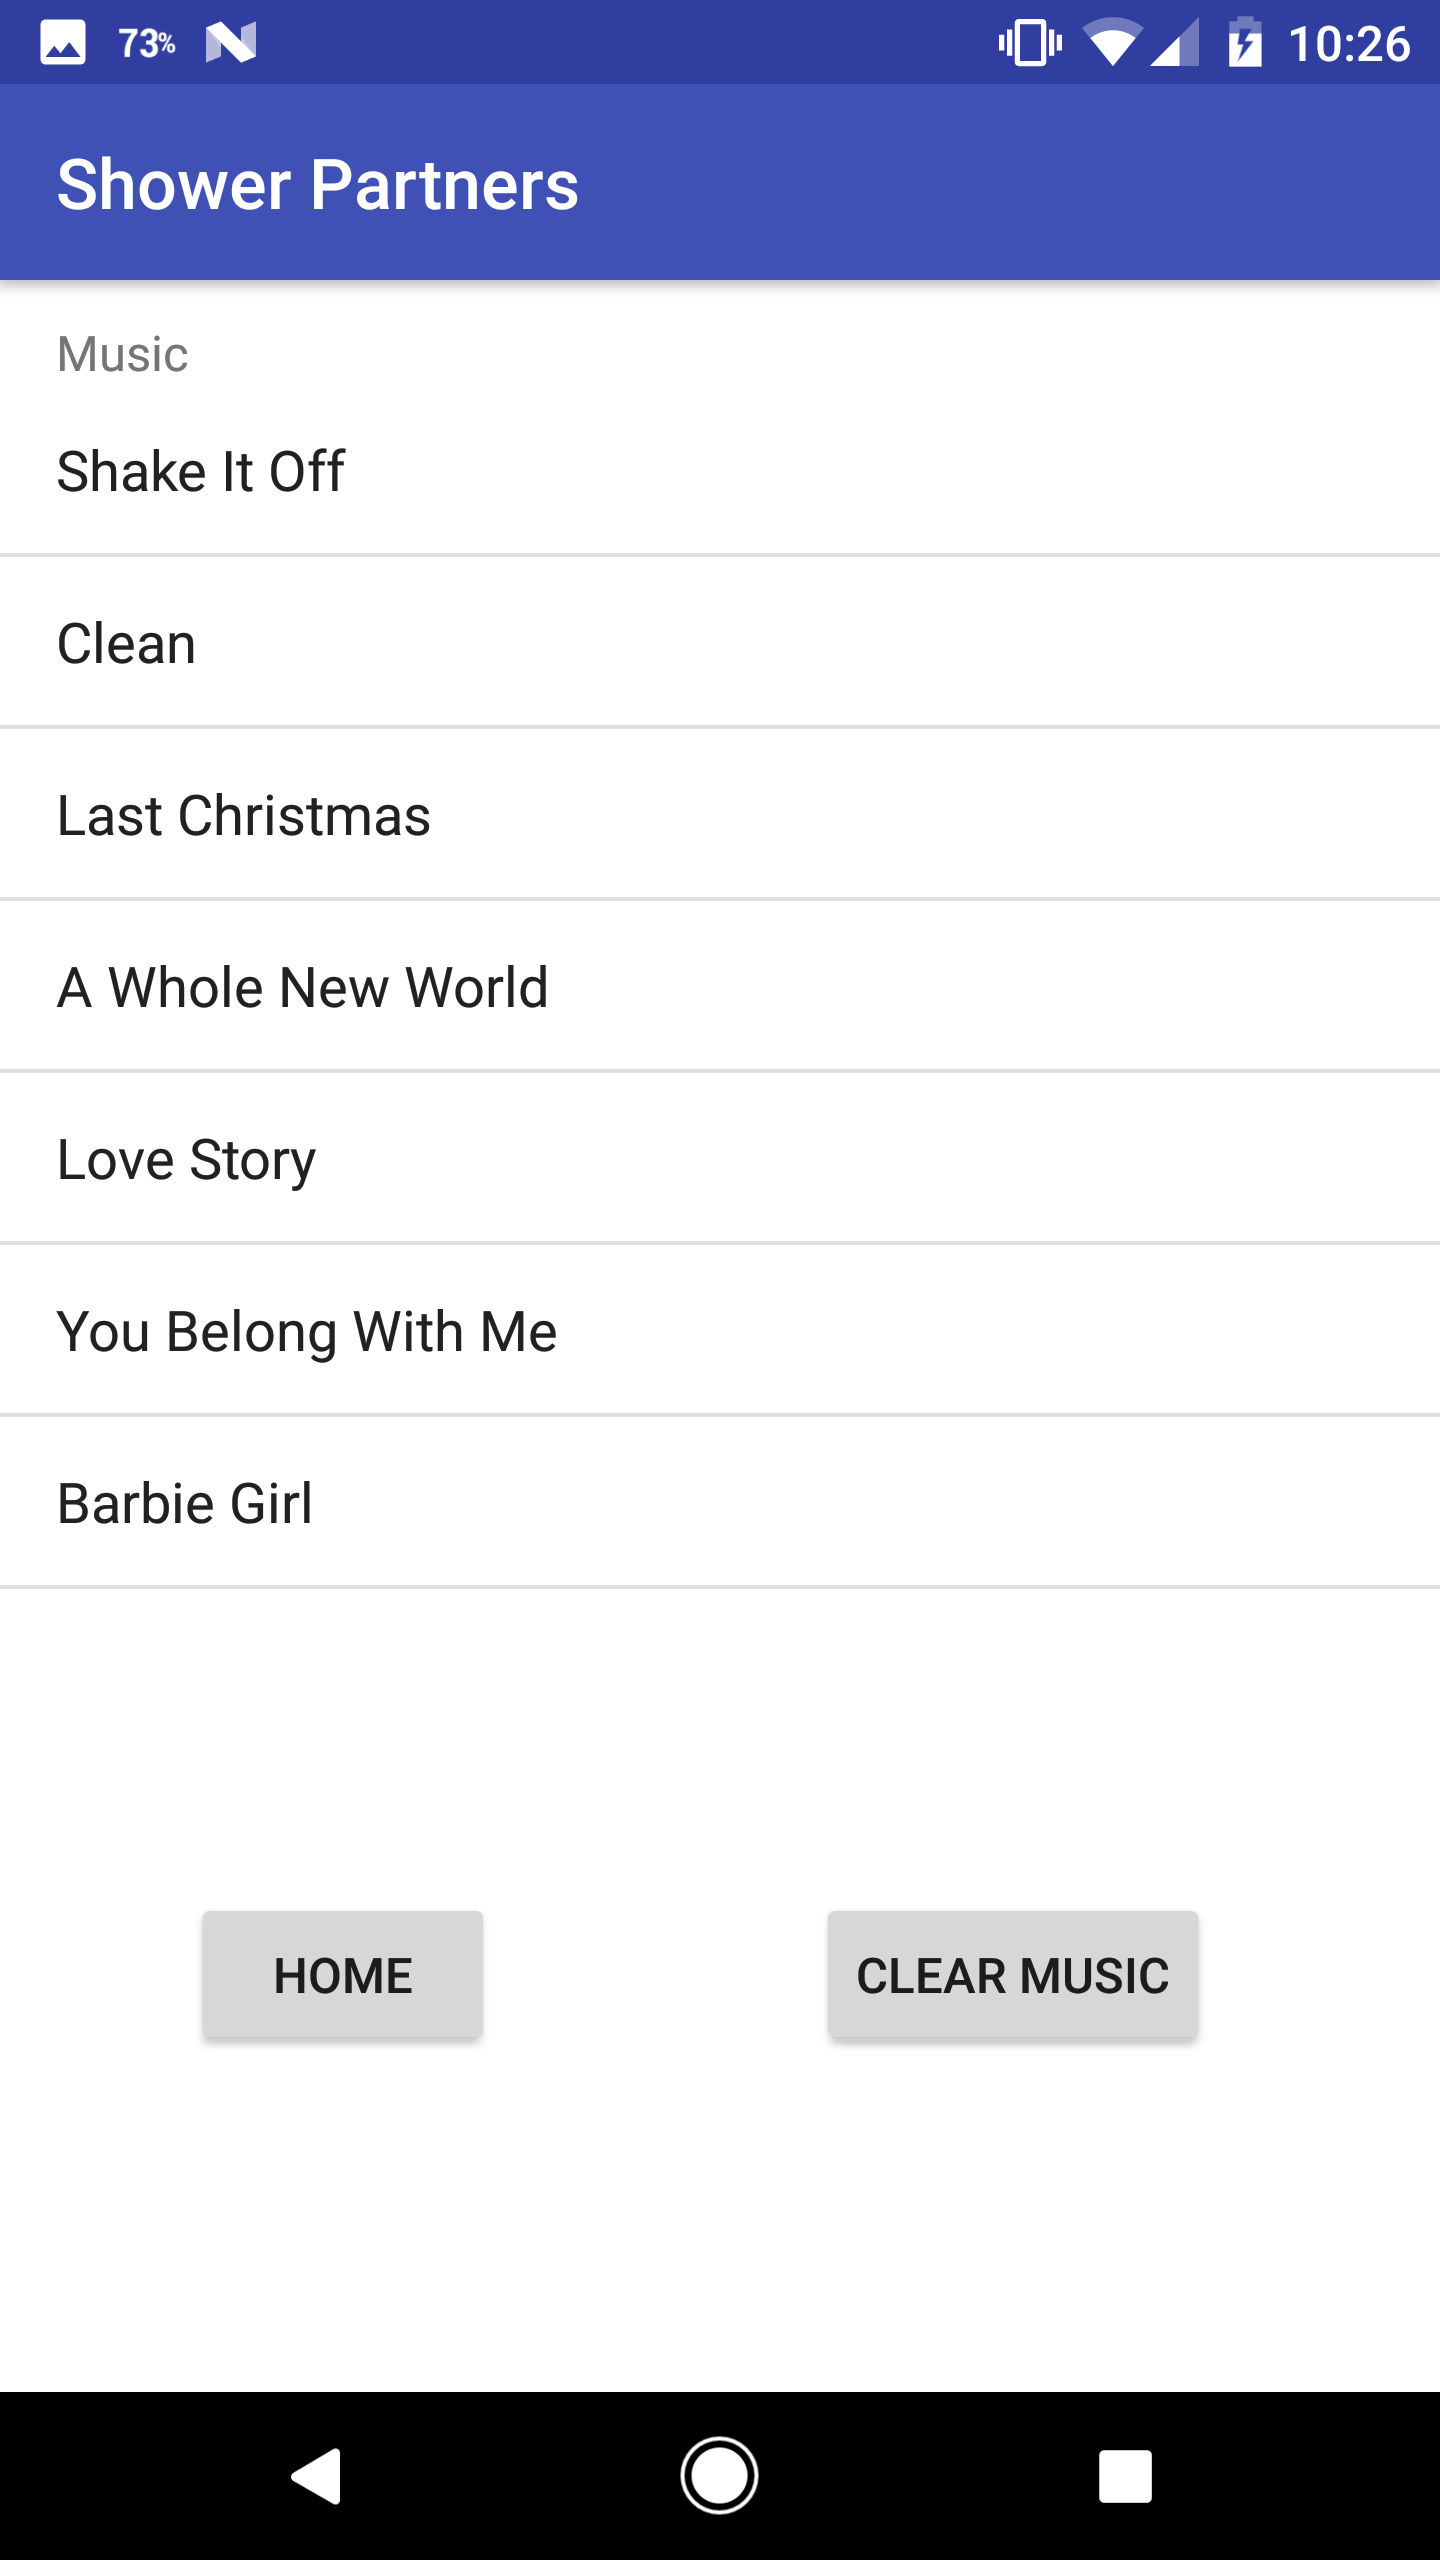 73% 10:26
Shower Partners
Music
Shake It Off
Clean
Last Christmas
A Whole New World
Love Story
You Belong With Me
Barbie Girl
HOME CLEAR MUSIC